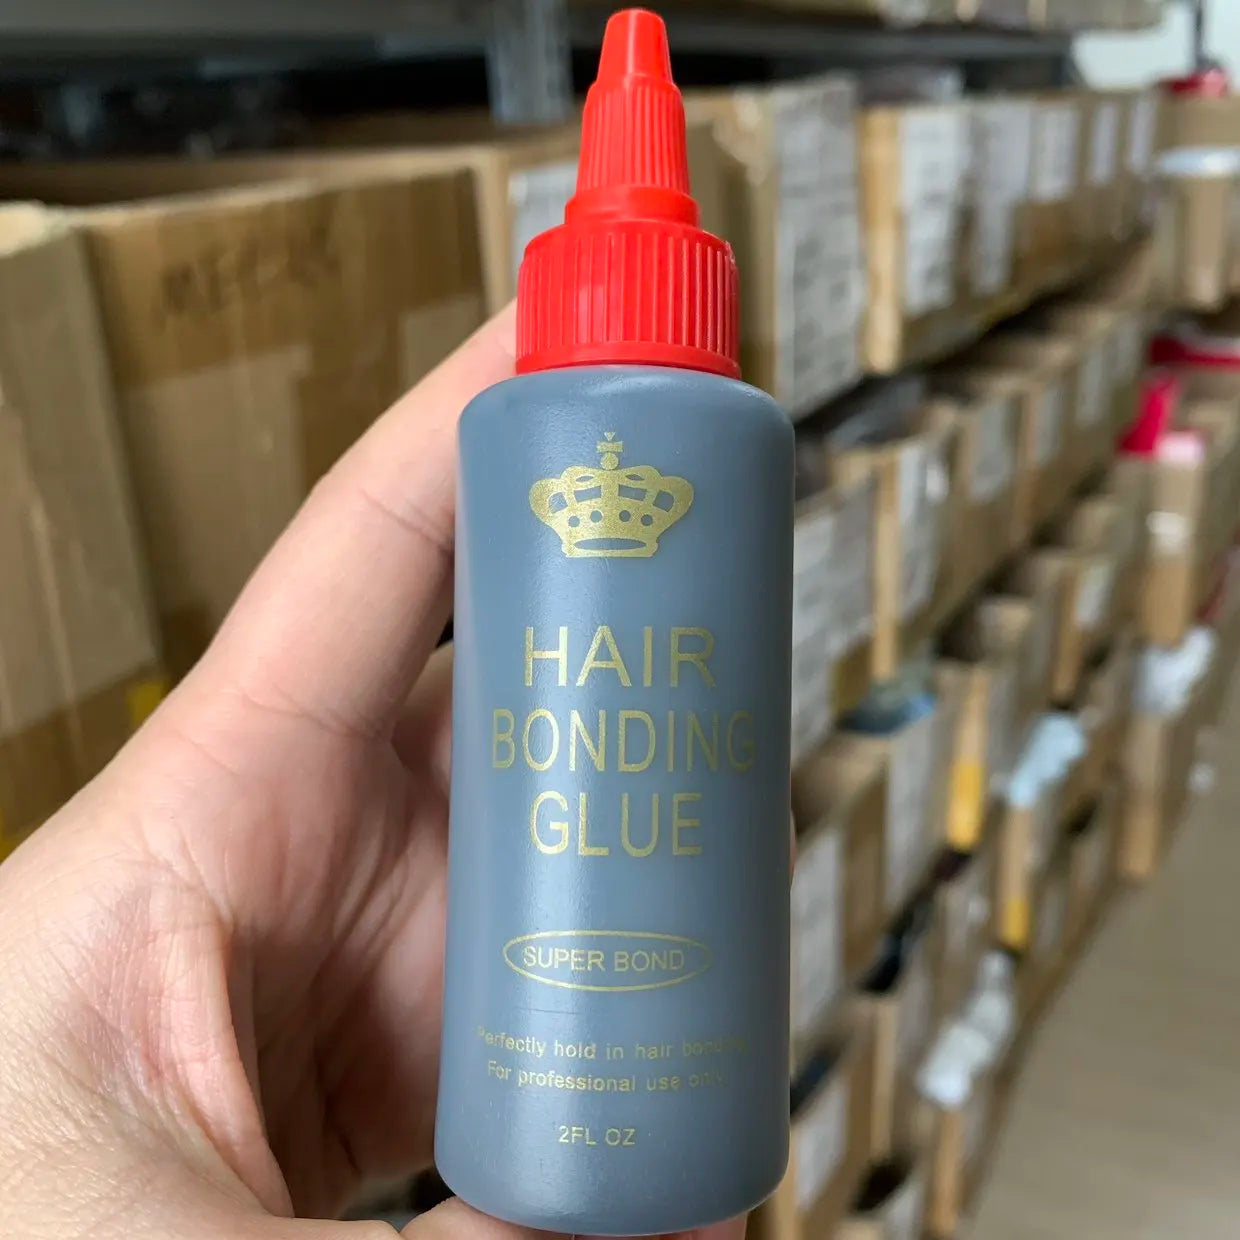 HAIR
BONDING
GLUE
SUPER BOND
Perfectly hold in hair bonding
For professional use only
2FL OZ